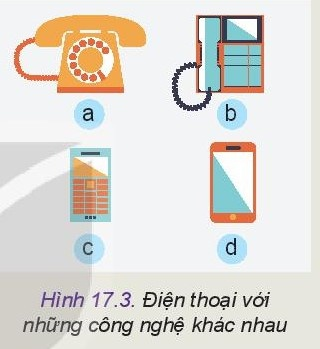 a
b
c
d
Hình 17.3. Điện thoại với
những công nghệ khác nhau